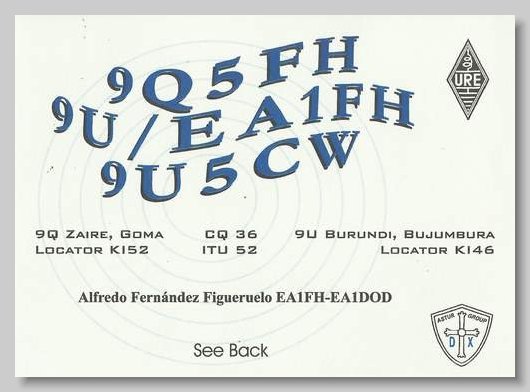 9Q5FH
9U/EA1FH
9U5CW
URE
9Q ZAIRE, GOMA CQ 36 9U BURUNDI, BUJUMBURA
LOCATOR KI52 ITU 52 LOCATOR KI46
Alfredo Fernández Figueruelo EA1FH-EA1DOD
See Back
ASTUR GROUP
D X